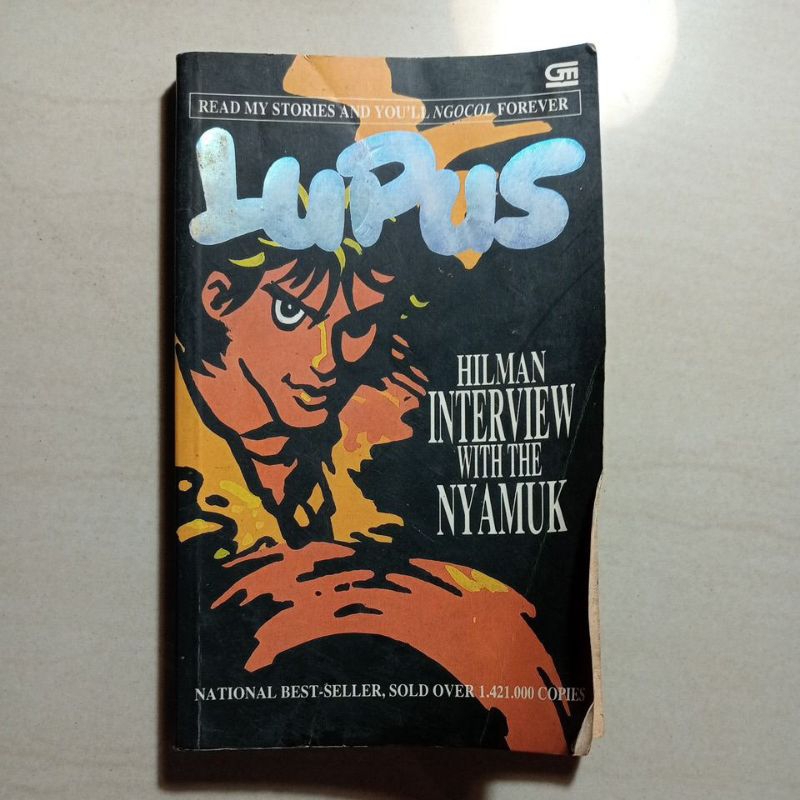 GM
READ MY STORIES AND YOU'LL NGOCOL FOREVER
LUPUS
HILMAN
INTERVIEW
WITH THE
NYAMUK
NATIONAL BEST-SELLER, SOLD OVER 1.421.000 COPIES